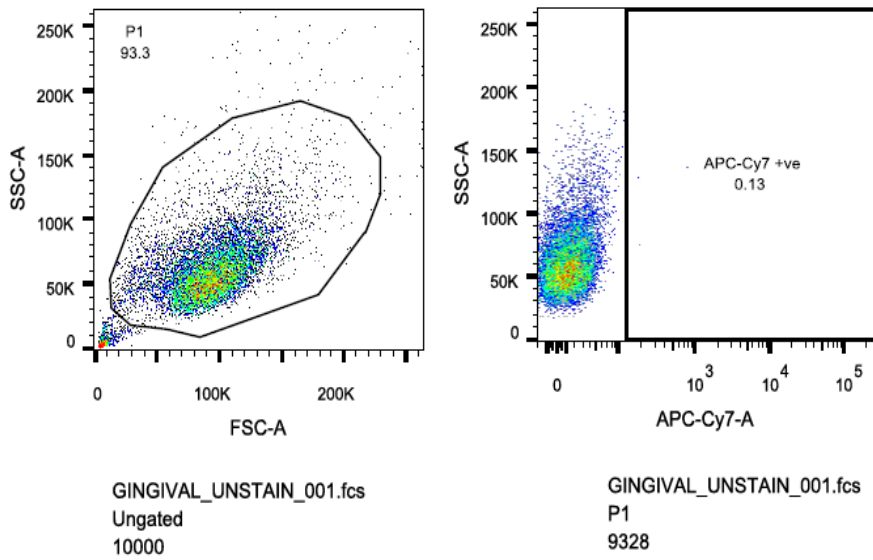 P1
93.3
250K
200K
150K
100K
50K
0
SSC-A
0
100K
200K
FSC-A
GINGIVAL_UNSTAIN_001.fcs
Ungated
10000
250K
200K
150K
100K
50K
0
SSC-A
APC-Cy7 +ve
0.13
0
10^3
10^4
10^5
APC-Cy7-A
GINGIVAL_UNSTAIN_001.fcs
P1
9328